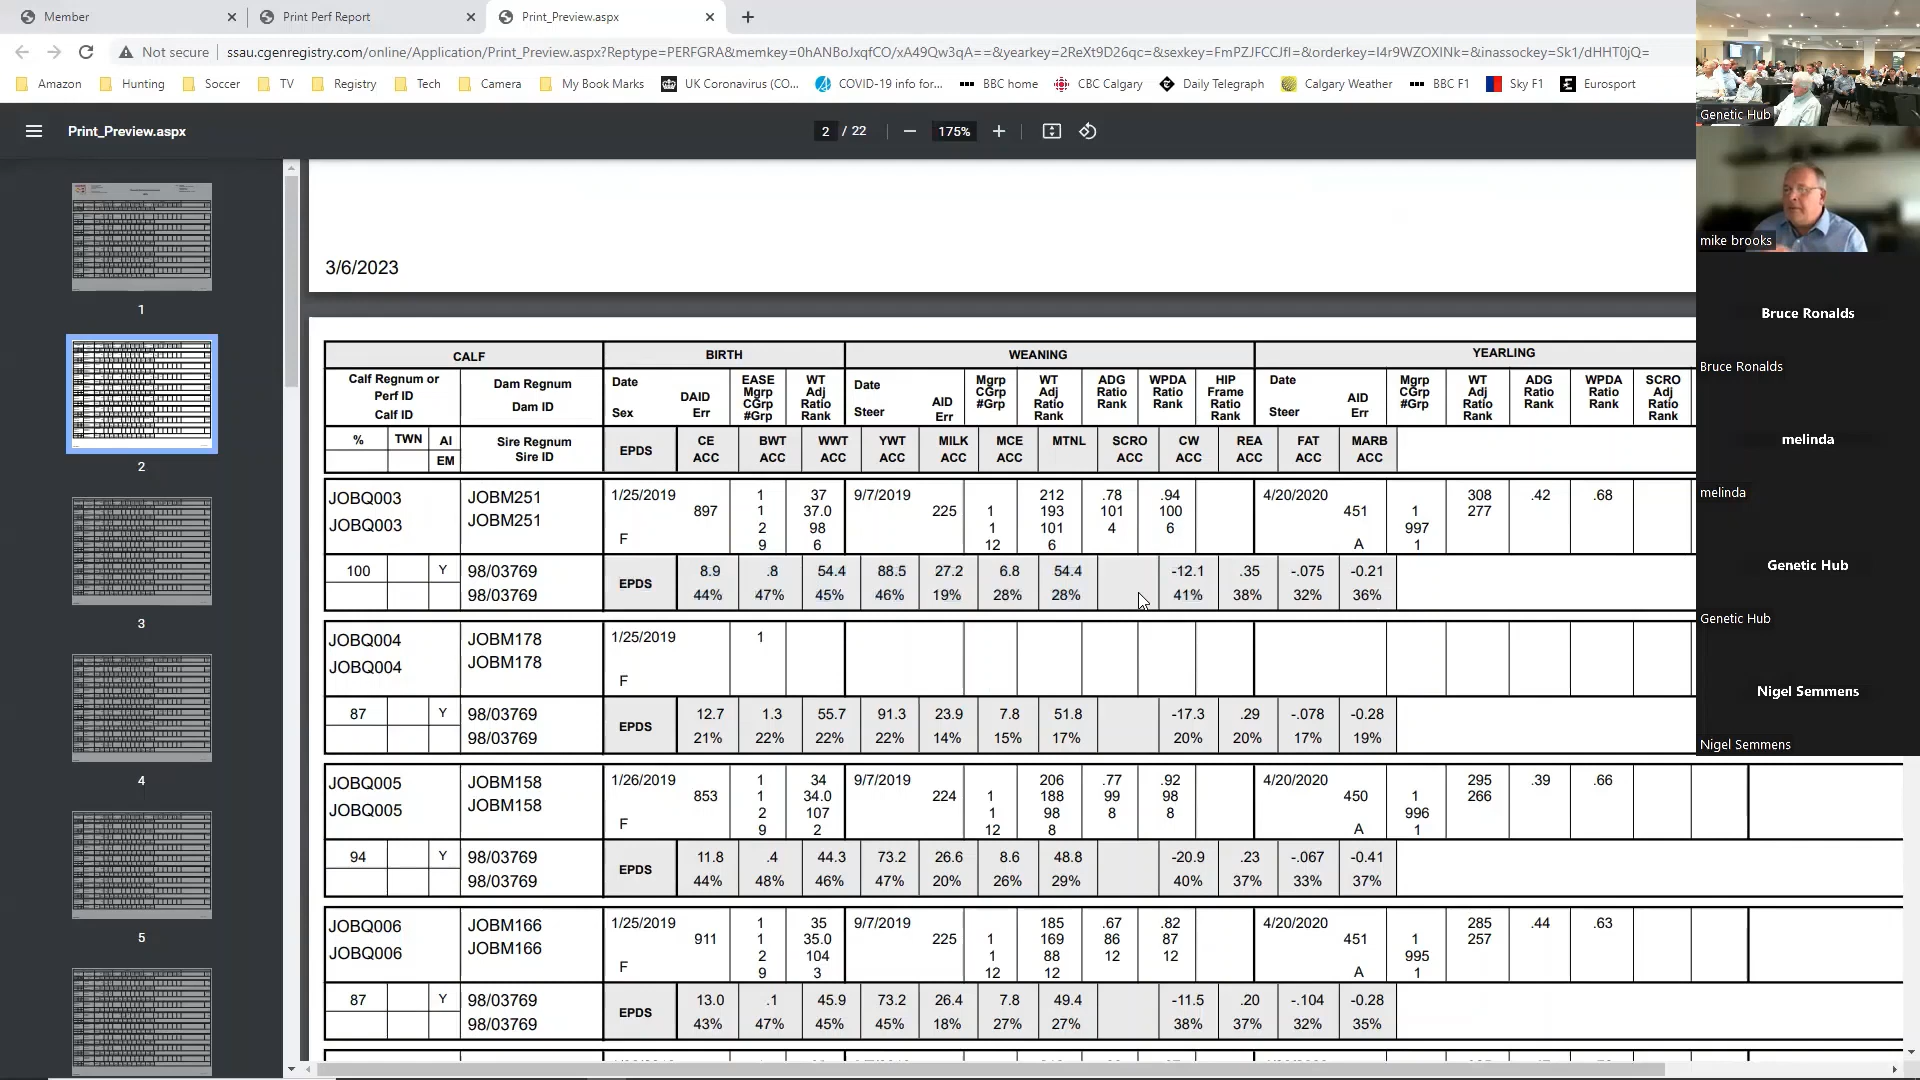 Member
Print Perf Report
Print_Preview.aspx
Not secure
ssau.cgenregistry.com/online/Application/Print_Preview.aspx?Reptype=PERFGRA&memkey=0hANBoJxqfCO/xA49Qw3qA==&yearkey=2ReXt9D26qc=&sexkey=FmPZJFCCJfI=&orderkey=I4r9WZOXINk=&inassockey=Sk1/dHHT0jQ=
Amazon Hunting Soccer TV Registry Tech Camera My Book Marks UK Coronavirus (CO... COVID-19 info for... BBC home CBC Calgary Daily Telegraph Calgary Weather BBC F1 Sky F1 Eurosport
Print_Preview.aspx
2 / 22
175%
1
2
3
4
5
3/6/2023
CALF BIRTH WEANING YEARLING
Calf Regnum or
Perf ID
Calf ID
Dam Regnum
Dam ID
Date
Sex
DAID
Err
EASE
Mgrp
CGrp
#Grp
WT
Adj
Ratio
Rank
Date
Steer
AID
Err
Mgrp
CGrp
#Grp
WT
Adj
Ratio
Rank
ADG
Ratio
Rank
WPDA
Ratio
Rank
HIP
Frame
Ratio
Rank
Date
Steer
AID
Err
Mgrp
CGrp
#Grp
WT
Adj
Ratio
Rank
ADG
Ratio
Rank
WPDA
Ratio
Rank
SCRO
Adj
Ratio
Rank
% TWN AI
EM
Sire Regnum
Sire ID
EPDS
CE BWT WWT YWT MILK MCE MTNL SCRO CW REA FAT MARB
ACC ACC ACC ACC ACC ACC ACC ACC ACC ACC ACC
JOBQ003 JOBM251 1/25/2019 1 37 9/7/2019 212 .78 .94 4/20/2020 308 .42 .68
JOBQ003 JOBM251 897 1 37.0 225 1 193 101 100 451 1 277
2 98 1 101 4 6 997
F 9 6 12 6 A 1
100 Y 98/03769 EPDS 8.9 .8 54.4 88.5 27.2 6.8 54.4 -12.1 .35 -.075 -0.21
98/03769 44% 47% 45% 46% 19% 28% 28% 41% 38% 32% 36%
JOBQ004 JOBM178 1/25/2019 1
JOBQ004 JOBM178
F
87 Y 98/03769 EPDS 12.7 1.3 55.7 91.3 23.9 7.8 51.8 -17.3 .29 -.078 -0.28
98/03769 21% 22% 22% 22% 14% 15% 17% 20% 20% 17% 19%
JOBQ005 JOBM158 1/26/2019 1 34 9/7/2019 206 .77 .92 4/20/2020 295 .39 .66
JOBQ005 JOBM158 853 1 34.0 224 1 188 99 98 450 1 266
2 107 1 98 8 8 996
F 9 2 12 8 A 1
94 Y 98/03769 EPDS 11.8 .4 44.3 73.2 26.6 8.6 48.8 -20.9 .23 -.067 -0.41
98/03769 44% 48% 46% 47% 20% 26% 29% 40% 37% 33% 37%
JOBQ006 JOBM166 1/25/2019 1 35 9/7/2019 185 .67 .82 4/20/2020 285 .44 .63
JOBQ006 JOBM166 911 1 35.0 225 1 169 86 87 451 1 257
2 104 1 88 12 12 995
F 9 3 12 12 A 1
87 Y 98/03769 EPDS 13.0 .1 45.9 73.2 26.4 7.8 49.4 -11.5 .20 -.104 -0.28
98/03769 43% 47% 45% 45% 18% 27% 27% 38% 37% 32% 35%
Genetic Hub
mike brooks
Bruce Ronalds
Bruce Ronalds
melinda
melinda
Genetic Hub
Genetic Hub
Nigel Semmens
Nigel Semmens